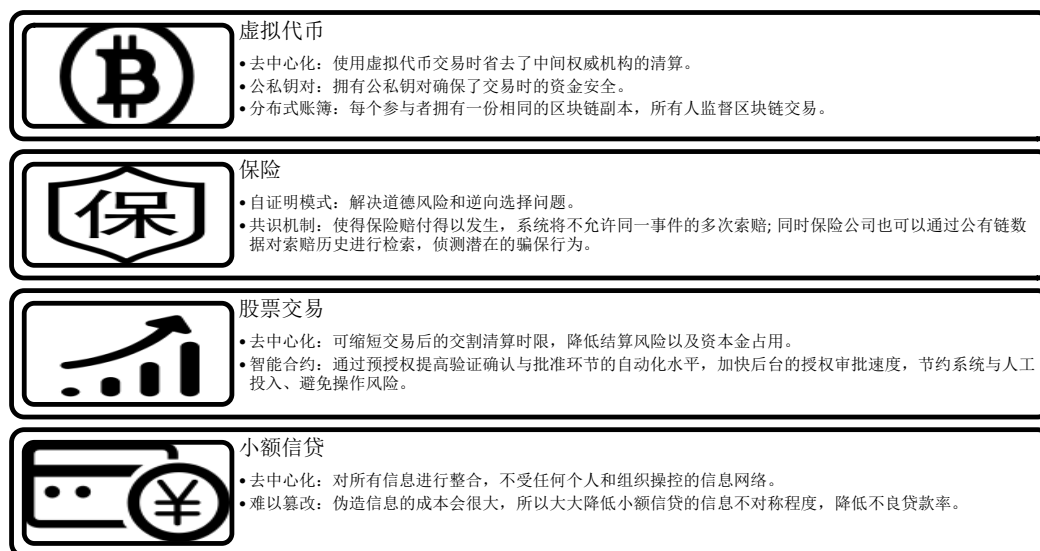 虚拟代币
•去中心化：使用虚拟代币交易时省去了中间权威机构的清算。
•公私钥对：拥有公私钥对确保了交易时的资金安全。
•分布式账簿：每个参与者拥有一份相同的区块链副本，所有人监督区块链交易。
保
保险
•自证明模式：解决道德风险和逆向选择问题。
•共识机制：使得保险赔付得以发生，系统将不允许同一事件的多次索赔; 同时保险公司也可以通过公有链数
据对索赔历史进行检索，侦测潜在的骗保行为。
股票交易
•去中心化：可缩短交易后的交割清算时限，降低结算风险以及资本金占用。
•智能合约：通过预授权提高验证确认与批准环节的自动化水平，加快后台的授权审批速度，节约系统与人工
投入、避免操作风险。
¥
小额信贷
•去中心化：对所有信息进行整合，不受任何个人和组织操控的信息网络。
•难以篡改：伪造信息的成本会很大，所以大大降低小额信贷的信息不对称程度，降低不良贷款率。